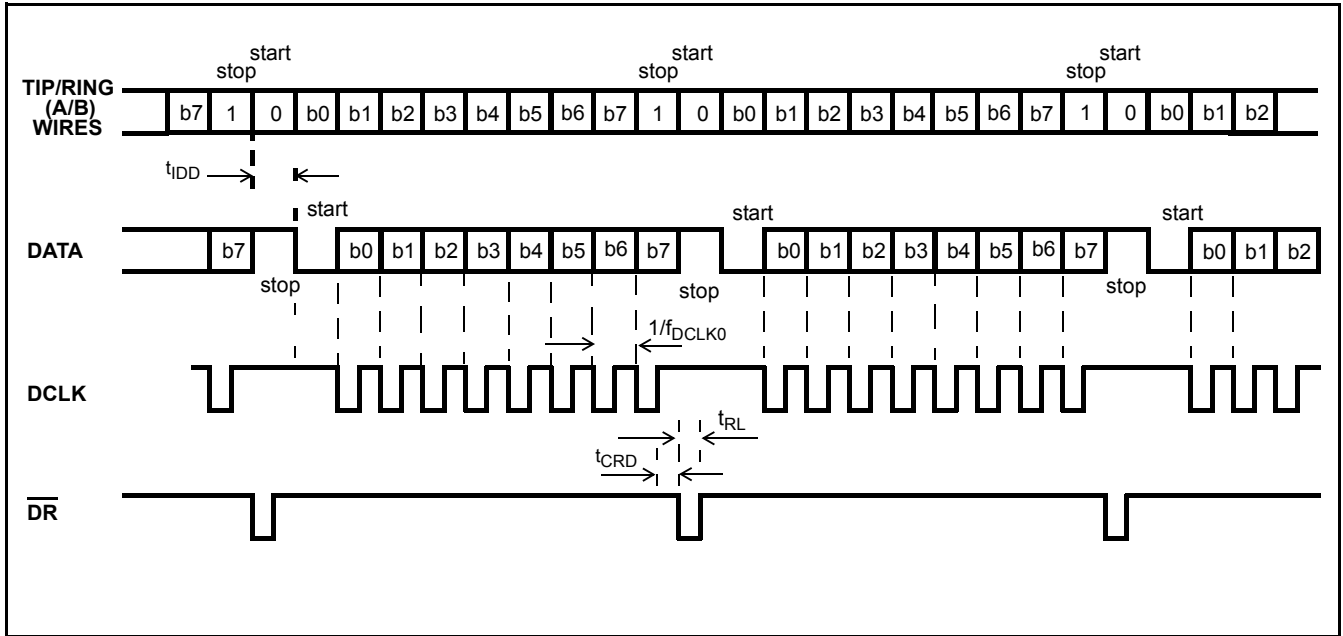 start start start
stop stop stop
TIP/RING
(A/B)
WIRES
b7 1 0 b0 b1 b2 b3 b4 b5 b6 b7 1 0 b0 b1 b2 b3 b4 b5 b6 b7 1 0 b0 b1 b2
tIDD
start start start
DATA b7 b0 b1 b2 b3 b4 b5 b6 b7 b0 b1 b2 b3 b4 b5 b6 b7 b0 b1 b2
stop stop stop
1/fDCLK0
DCLK
tRL
tCRD
DR